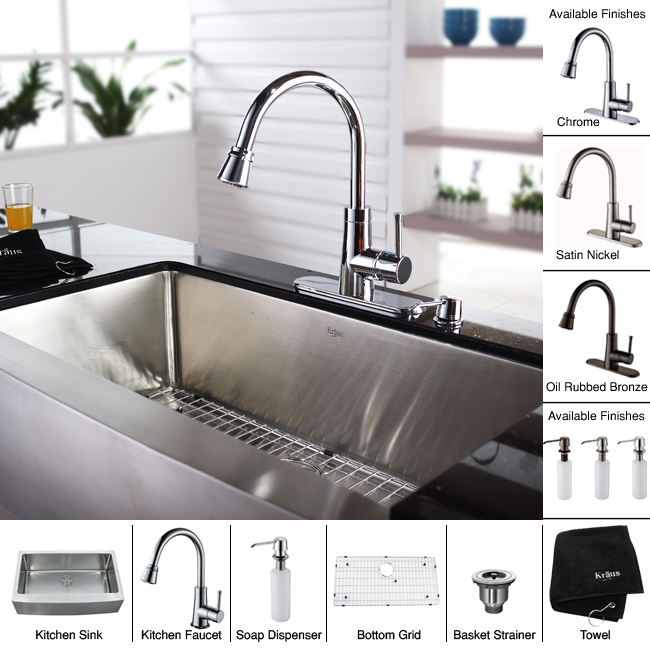 Available Finishes
Chrome
Satin Nickel
Oil Rubbed Bronze
Available Finishes
Kraus
Kraus
Kitchen Sink
Kitchen Faucet
Soap Dispenser
Bottom Grid
Basket Strainer
Kräus
Towel